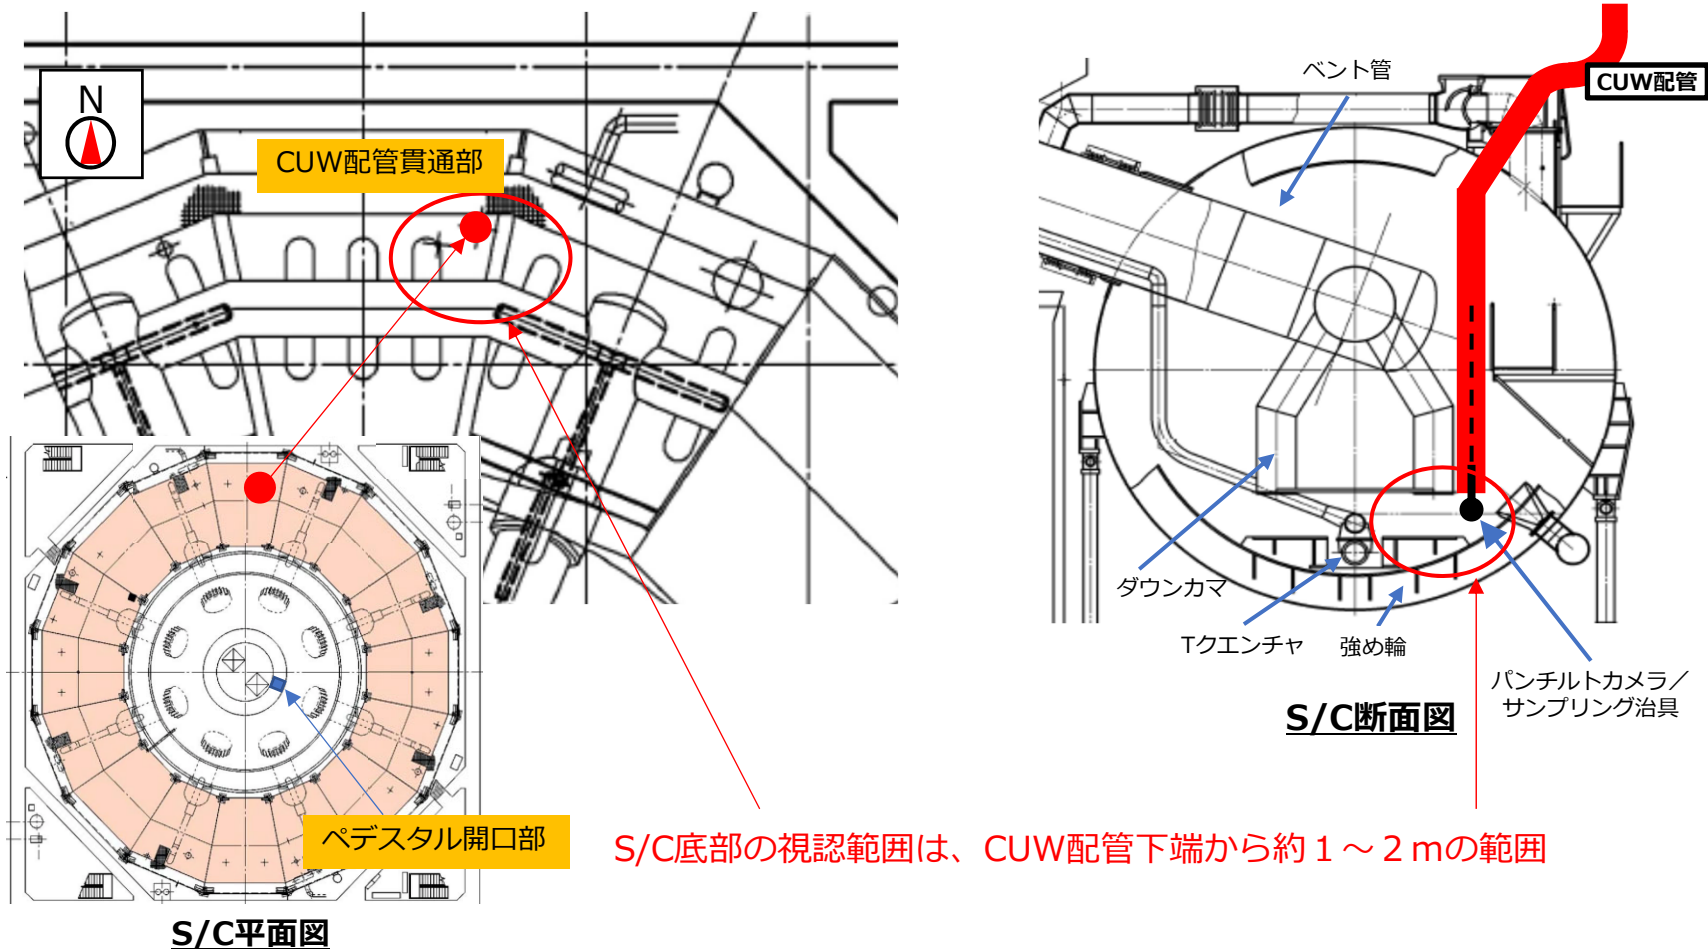 N
CUW配管貫通部
ペデスタル開口部
S/C平面図
ベント管
CUW配管
ダウンカマ
Tクエンチャ
強め輪
パンチルトカメラ／
サンプリング治具
S/C断面図
S/C底部の視認範囲は、CUW配管下端から約１～２ｍの範囲